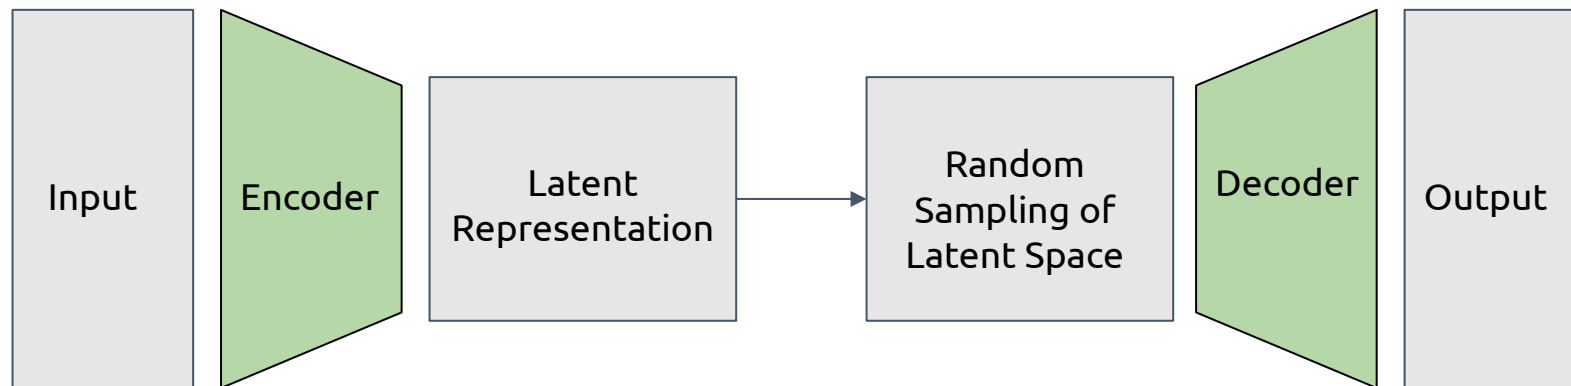 Input
Encoder
Latent
Representation
Random
Sampling of
Latent Space
Decoder
Output